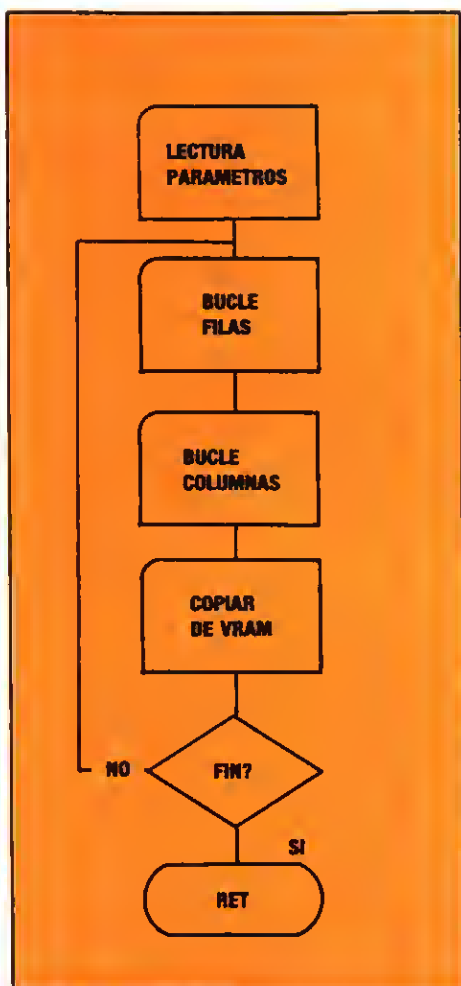 LECTURA
PARAMETROS
BUCLE
FILAS
BUCLE
COLUMNAS
COPIAR
DE VRAM
NO
FIN?
SI
RET